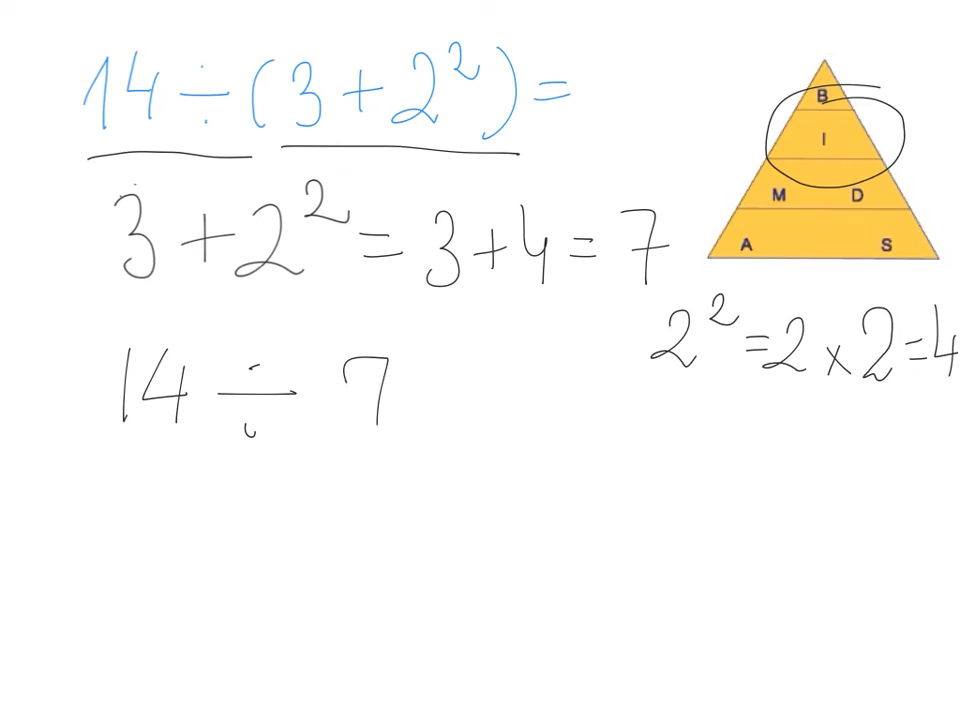 14 ÷ (3 + 2²) =
B
I
M D
A S
3 + 2² = 3 + 4 = 7
2² = 2 × 2 = 4
14 ÷ 7